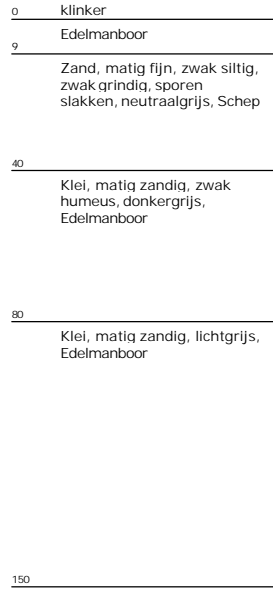 0 klinker
Edelmanboor
9
Zand, matig fijn, zwak siltig,
zwak grindig, sporen
slakken, neutraalgrijs, Schep
40
Klei, matig zandig, zwak
humeus, donkergrijs,
Edelmanboor
80
Klei, matig zandig, lichtgrijs,
Edelmanboor
150